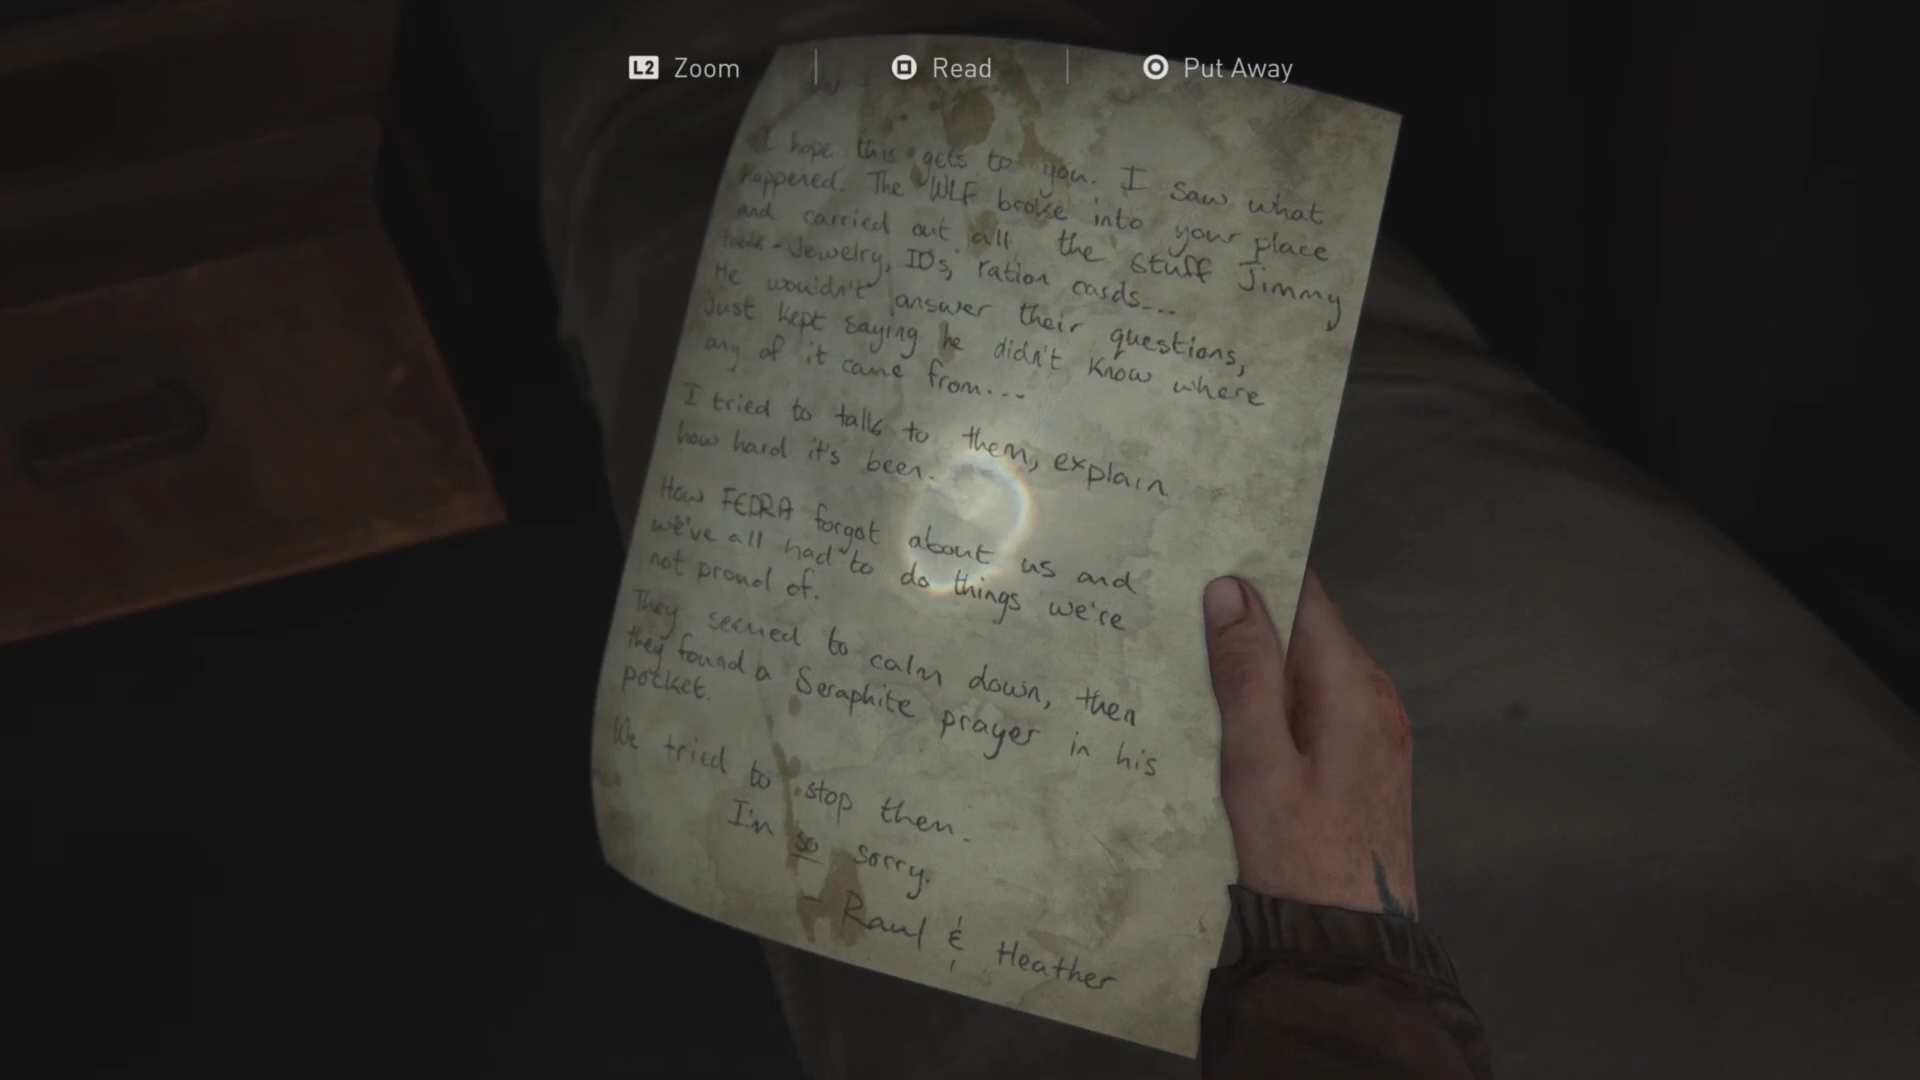 L2 Zoom | Read | Put Away
I hope this gets to you. I saw what
happened. The WLF broke into your place
and carried out all the stuff Jimmy
took - Jewelry, IDs, ration cards...
He wouldn't answer their questions,
Just kept saying he didn't know where
any of it came from...
I tried to talk to them, explain
how hard it's been.
How FEDRA forgot about us and
we've all had to do things we're
not proud of.
They seemed to calm down, then
they found a Seraphite prayer in his
pocket.
We tried to stop them.
I'm so sorry.
- Raul & Heather